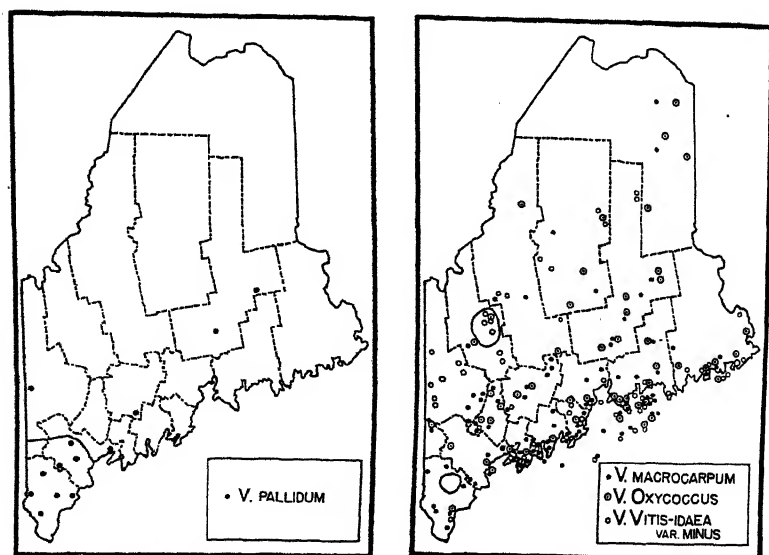 V. PALLIDUM
V. MACROCARPUM
V. OXYCOCCUS
V. VITIS-IDAEA
VAR. MINUS